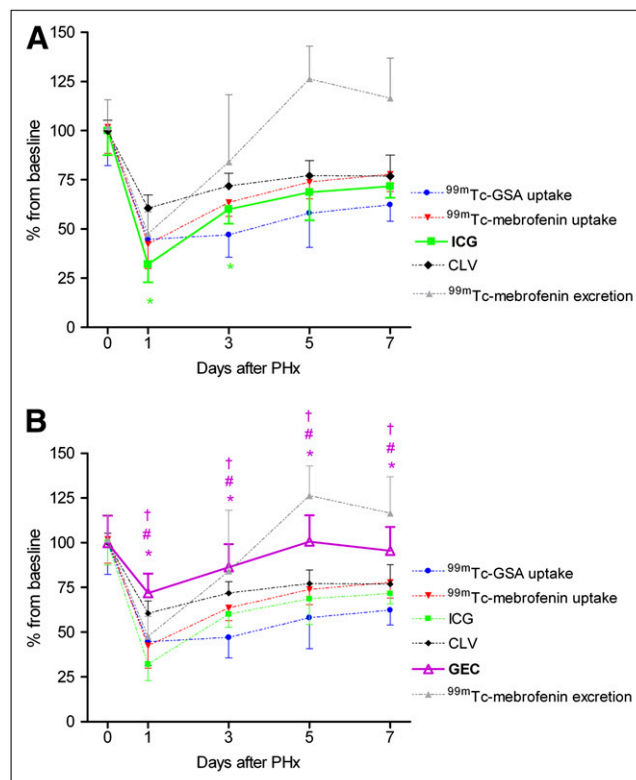 A
150
125
100
75
50
25
0
% from baesline
0 1 3 5 7
Days after PHx
*
*
99mTc-GSA uptake
99mTc-mebrofenin uptake
ICG
CLV
99mTc-mebrofenin excretion
B
150
125
100
75
50
25
0
% from baesline
0 1 3 5 7
Days after PHx
†
#
*
†
#
*
†
#
*
†
#
*
99mTc-GSA uptake
99mTc-mebrofenin uptake
ICG
CLV
GEC
99mTc-mebrofenin excretion